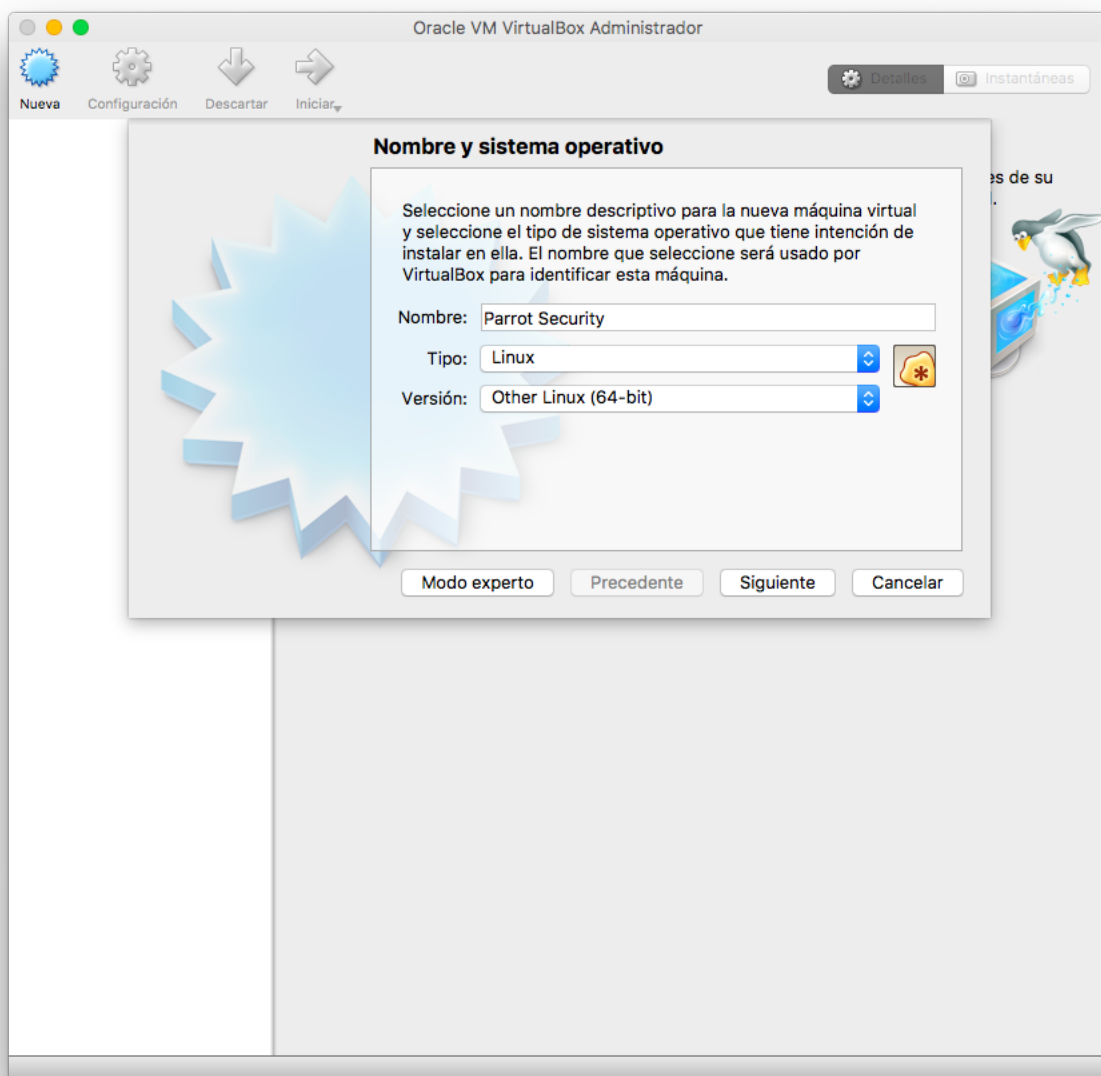 Oracle VM VirtualBox Administrador
Nueva
Configuración
Descartar
Iniciar
Detalles
Instantáneas
Nombre y sistema operativo
es de su
.
Seleccione un nombre descriptivo para la nueva máquina virtual
y seleccione el tipo de sistema operativo que tiene intención de
instalar en ella. El nombre que seleccione será usado por
VirtualBox para identificar esta máquina.
Nombre: Parrot Security
Tipo: Linux
Versión: Other Linux (64-bit)
Modo experto
Precedente
Siguiente
Cancelar